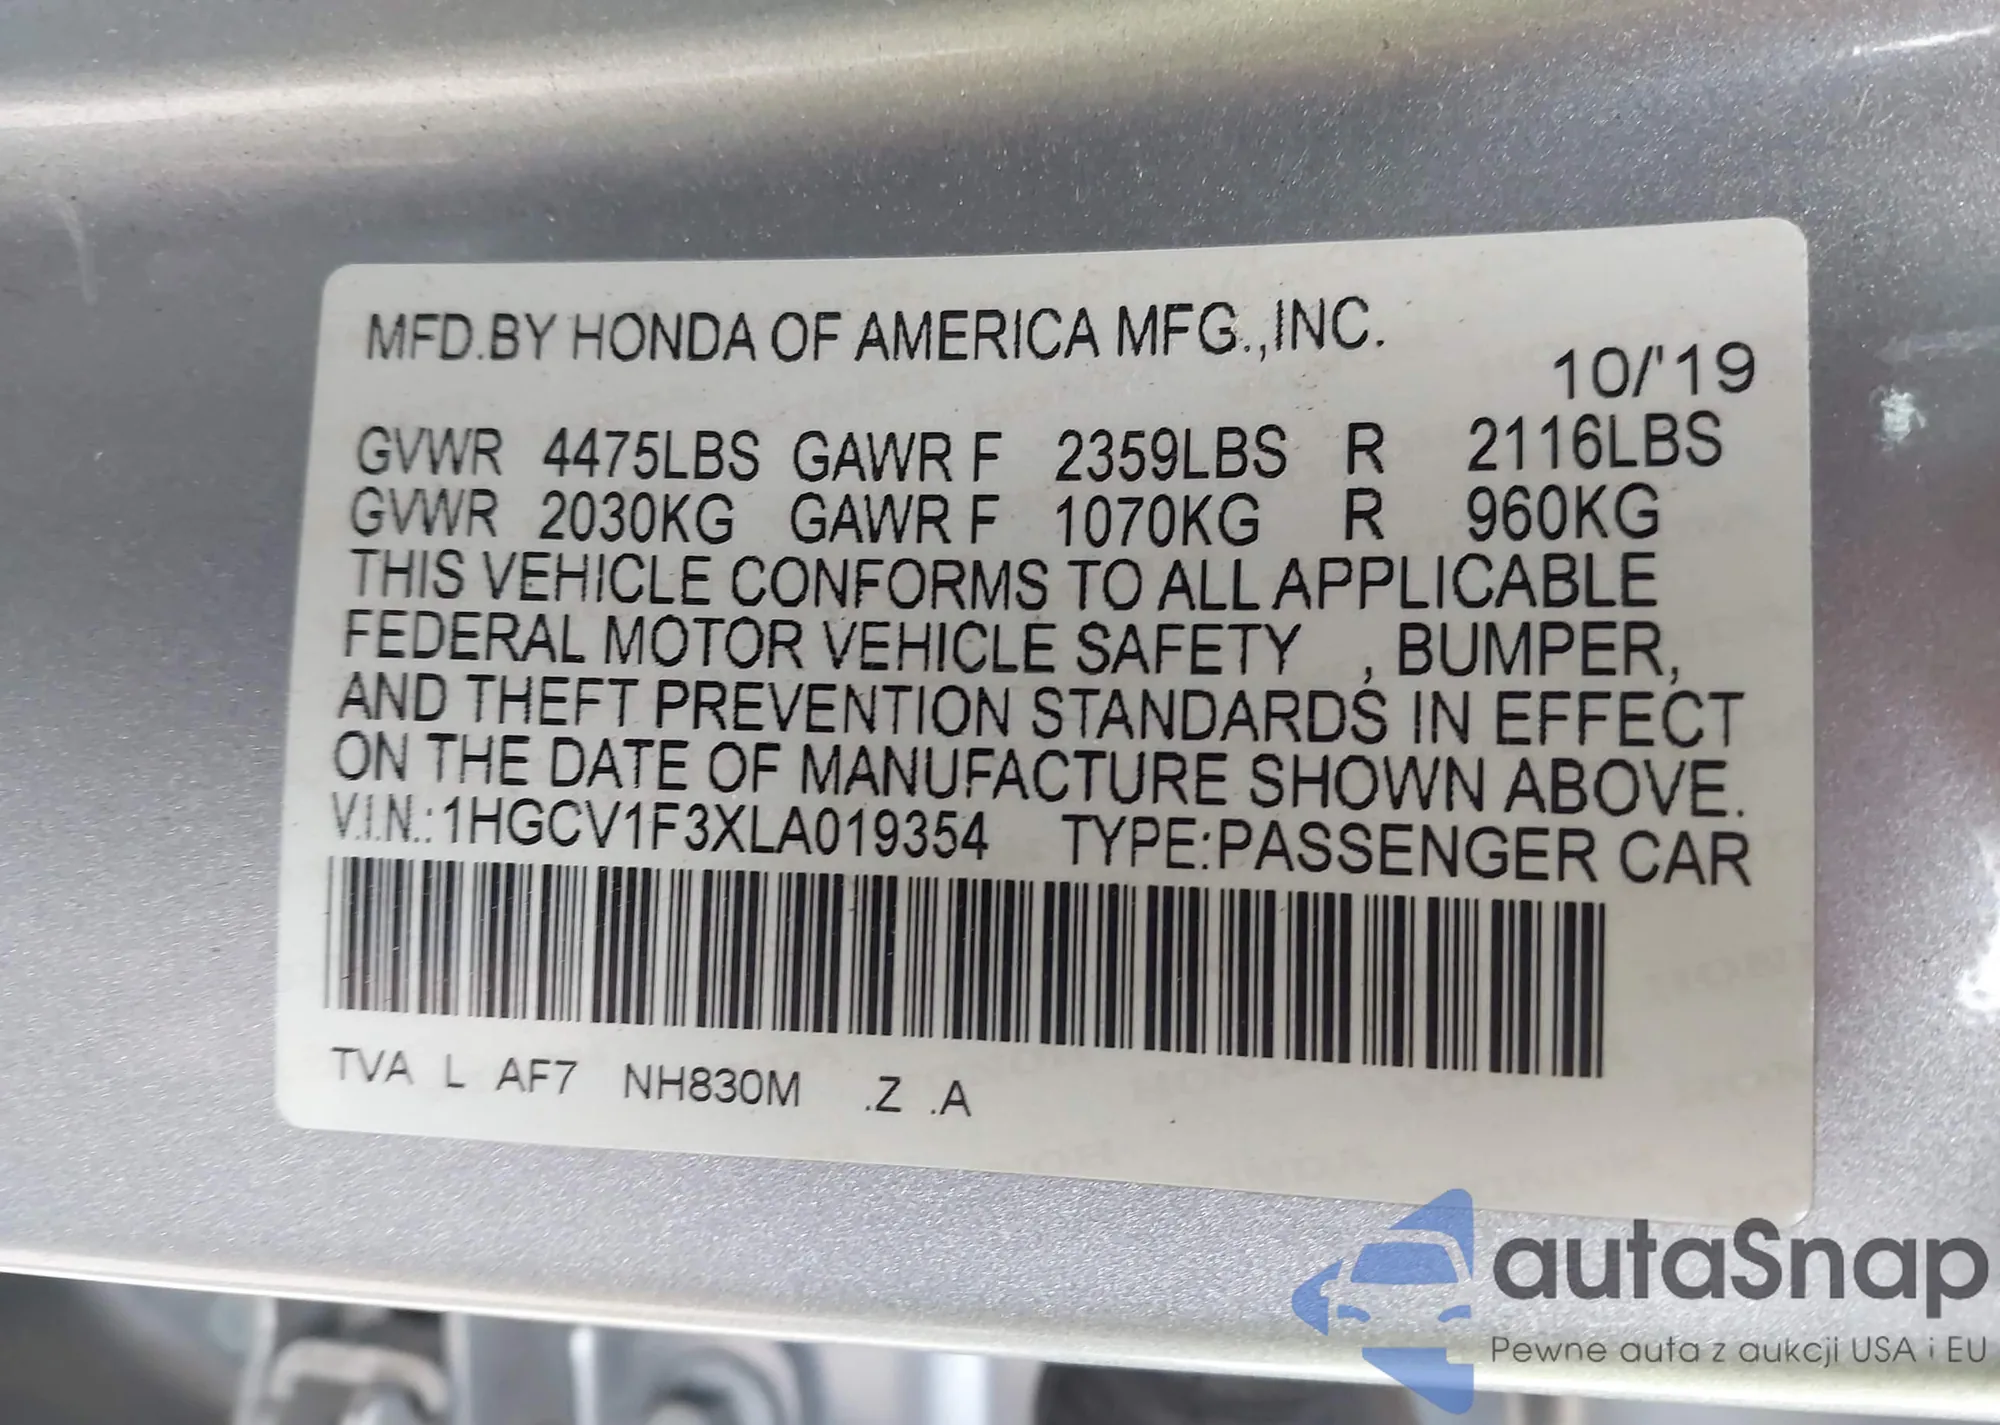 MFD.BY HONDA OF AMERICA MFG.,INC.
10/'19
GVWR 4475LBS GAWR F 2359LBS R 2116LBS
GVWR 2030KG GAWR F 1070KG R 960KG
THIS VEHICLE CONFORMS TO ALL APPLICABLE
FEDERAL MOTOR VEHICLE SAFETY , BUMPER,
AND THEFT PREVENTION STANDARDS IN EFFECT
ON THE DATE OF MANUFACTURE SHOWN ABOVE.
V.I.N.:1HGCV1F3XLA019354 TYPE:PASSENGER CAR
TVA L AF7 NH830M .Z .A
autaSnap
Pewne auta z aukcji USA i EU